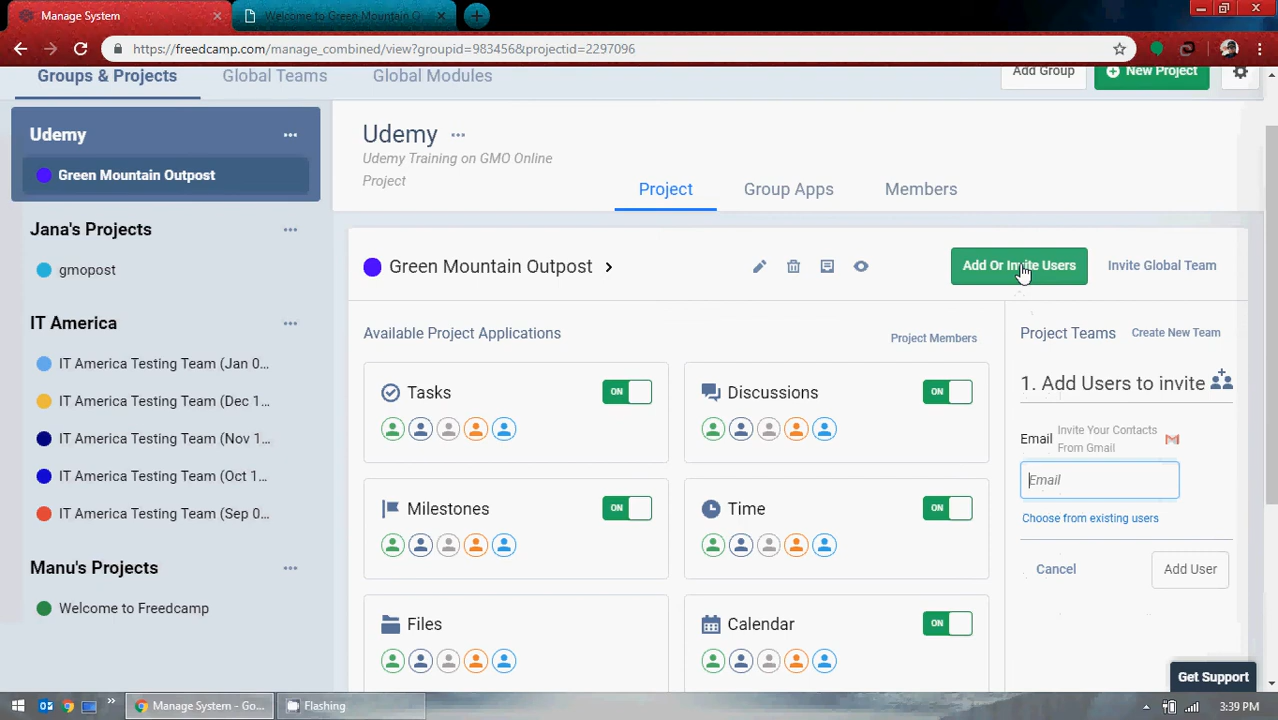 Manage System
Welcome to Green Mountain O
https://freedcamp.com/manage_combined/view?groupid=983456&projectid=2297096
Groups & Projects
Global Teams
Global Modules
Add Group
New Project
Udemy
Green Mountain Outpost
Jana's Projects
gmopost
IT America
IT America Testing Team (Jan 0...
IT America Testing Team (Dec 1...
IT America Testing Team (Nov 1...
IT America Testing Team (Oct 1...
IT America Testing Team (Sep 0...
Manu's Projects
Welcome to Freedcamp
Udemy
Udemy Training on GMO Online
Project
Project
Group Apps
Members
Green Mountain Outpost
Add Or Invite Users
Invite Global Team
Available Project Applications
Project Members
Tasks
ON
Discussions
ON
Milestones
ON
Time
ON
Files
Calendar
ON
Project Teams
Create New Team
1. Add Users to invite
Email
Invite Your Contacts
From Gmail
Email
Choose from existing users
Cancel
Add User
Get Support
Manage System - Go...
Flashing
3:39 PM